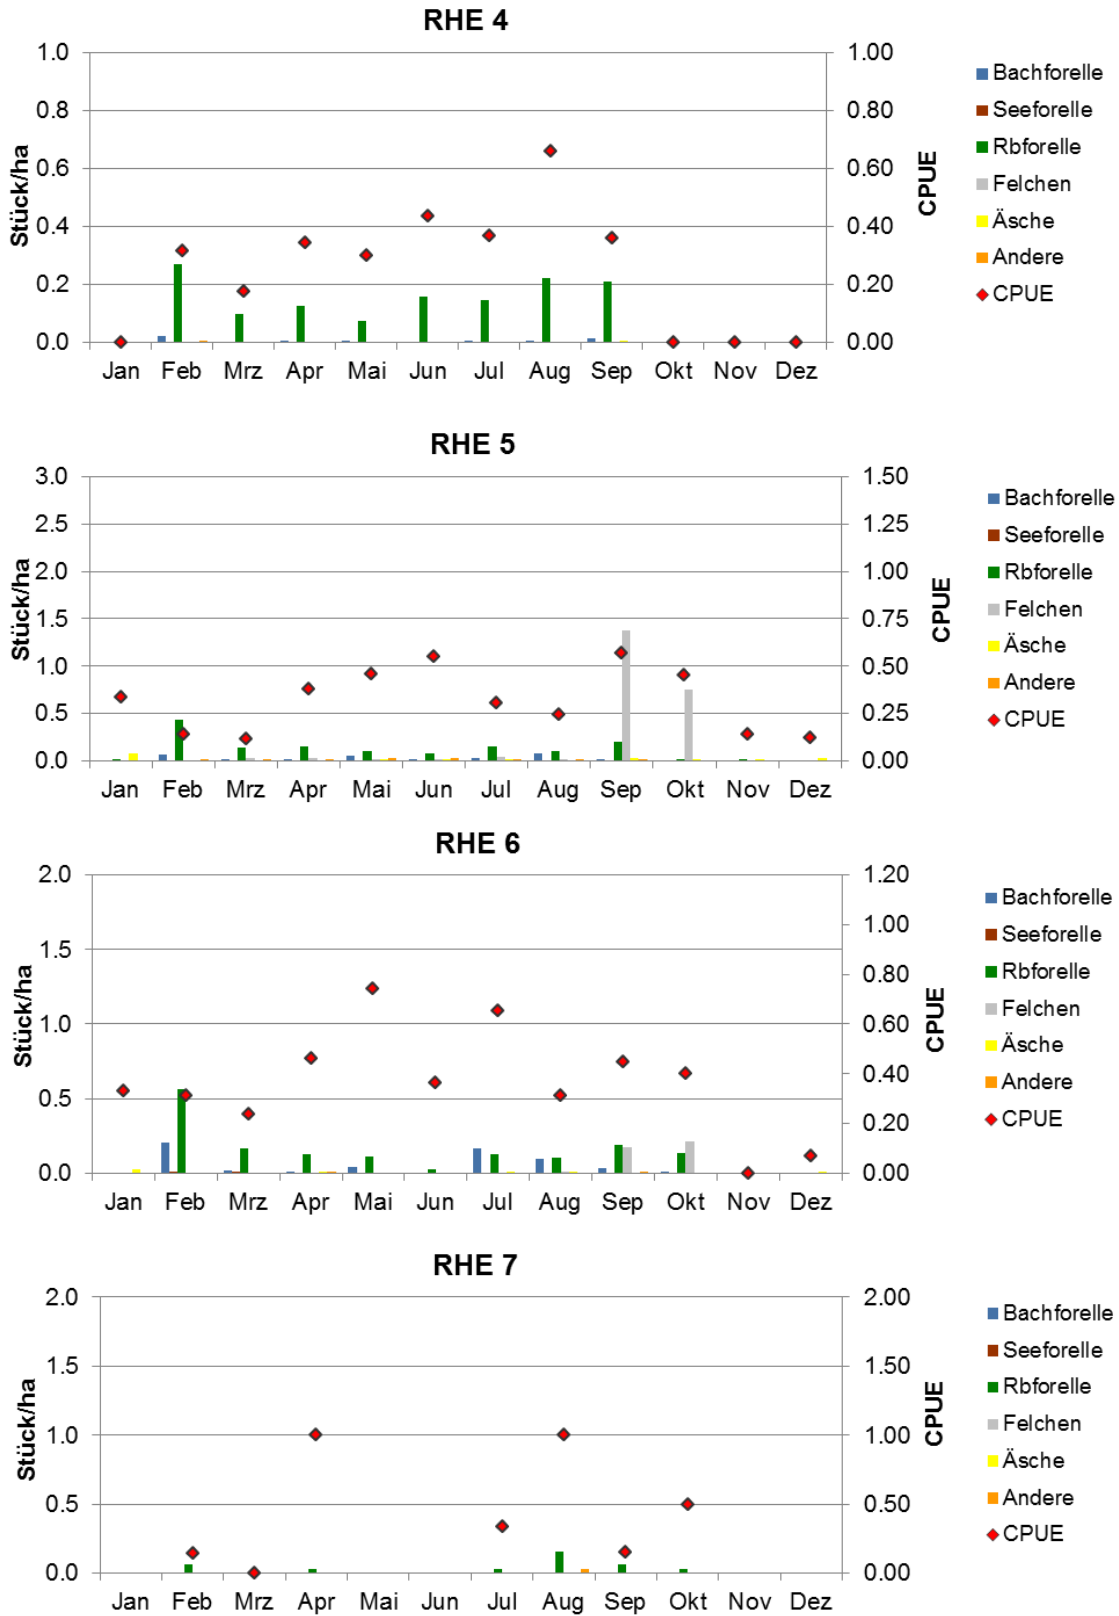 RHE 4
1.0 1.00
0.8 0.80
0.6 0.60
0.4 0.40
0.2 0.20
0.0 0.00
Stück/ha
CPUE
Jan Feb Mrz Apr Mai Jun Jul Aug Sep Okt Nov Dez
Bachforelle
Seeforelle
Rbforelle
Felchen
Äsche
Andere
CPUE
RHE 5
3.0 1.50
2.5 1.25
2.0 1.00
1.5 0.75
1.0 0.50
0.5 0.25
0.0 0.00
Stück/ha
CPUE
Jan Feb Mrz Apr Mai Jun Jul Aug Sep Okt Nov Dez
Bachforelle
Seeforelle
Rbforelle
Felchen
Äsche
Andere
CPUE
RHE 6
2.0 1.20
1.00
1.5
0.80
1.0 0.60
0.40
0.5
0.20
0.0 0.00
Stück/ha
CPUE
Jan Feb Mrz Apr Mai Jun Jul Aug Sep Okt Nov Dez
Bachforelle
Seeforelle
Rbforelle
Felchen
Äsche
Andere
CPUE
RHE 7
2.0 2.00
1.5 1.50
1.0 1.00
0.5 0.50
0.0 0.00
Stück/ha
CPUE
Jan Feb Mrz Apr Mai Jun Jul Aug Sep Okt Nov Dez
Bachforelle
Seeforelle
Rbforelle
Felchen
Äsche
Andere
CPUE